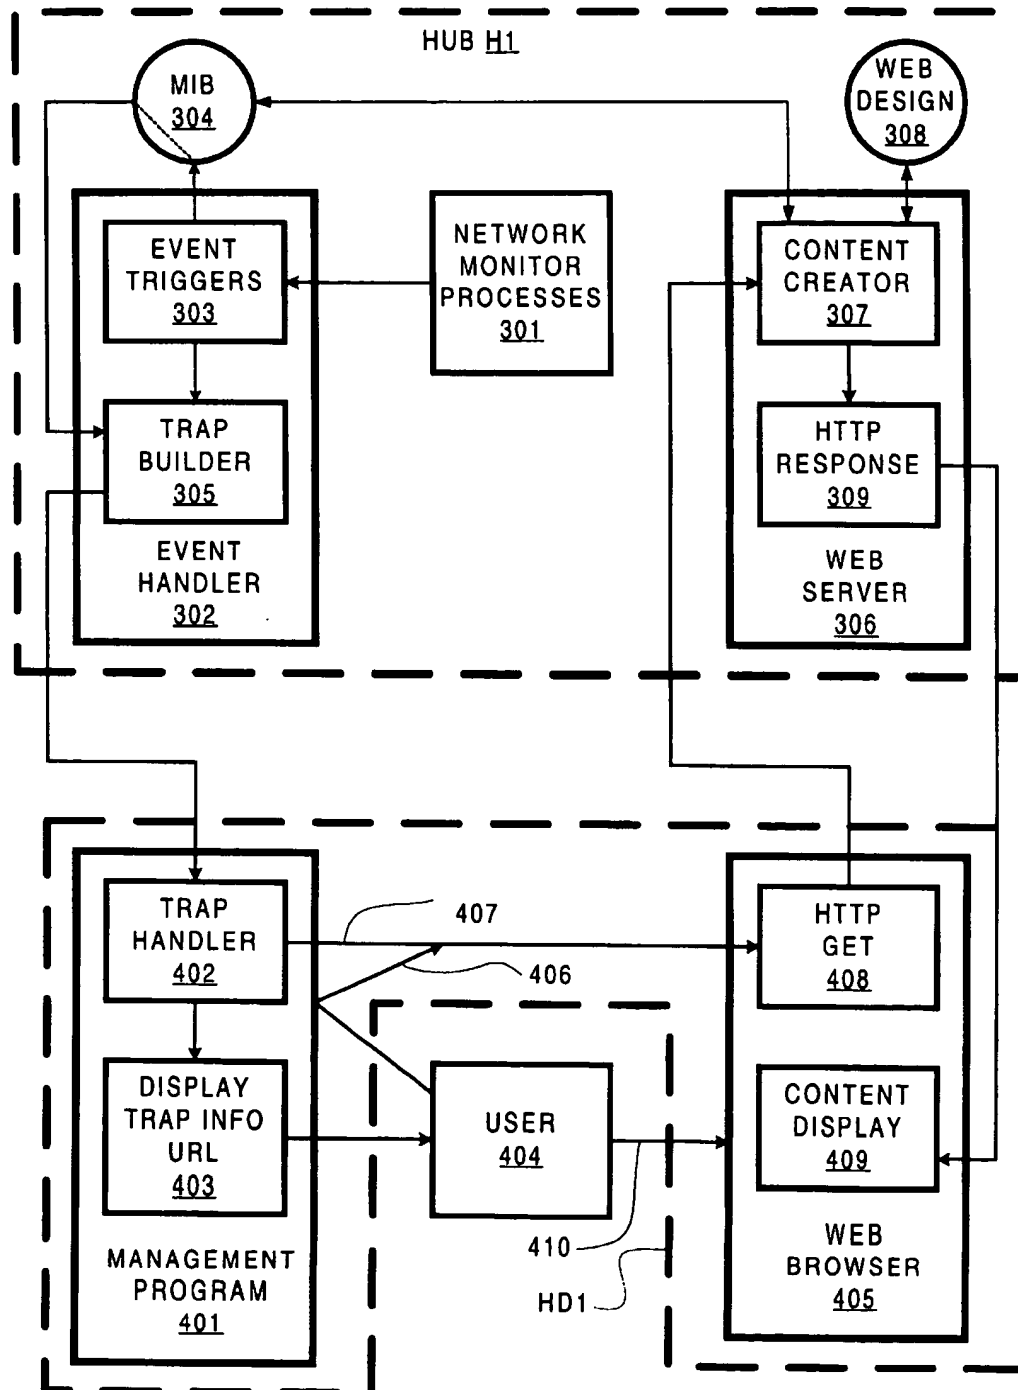 HUB H1
MIB
304
WEB
DESIGN
308
EVENT
TRIGGERS
303
NETWORK
MONITOR
PROCESSES
301
CONTENT
CREATOR
307
TRAP
BUILDER
305
HTTP
RESPONSE
309
EVENT
HANDLER
302
WEB
SERVER
306
TRAP
HANDLER
402
407
406
HTTP
GET
408
DISPLAY
TRAP INFO
URL
403
USER
404
CONTENT
DISPLAY
409
410
HD1
MANAGEMENT
PROGRAM
401
WEB
BROWSER
405